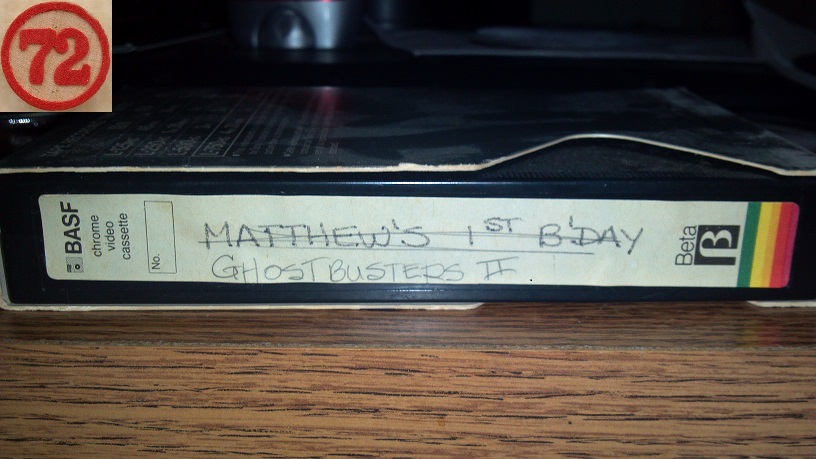 72
BASF
chrome
video
cassette
No.
MATTHEW'S 1ST B'DAY
GHOSTBUSTERS II
Beta
β